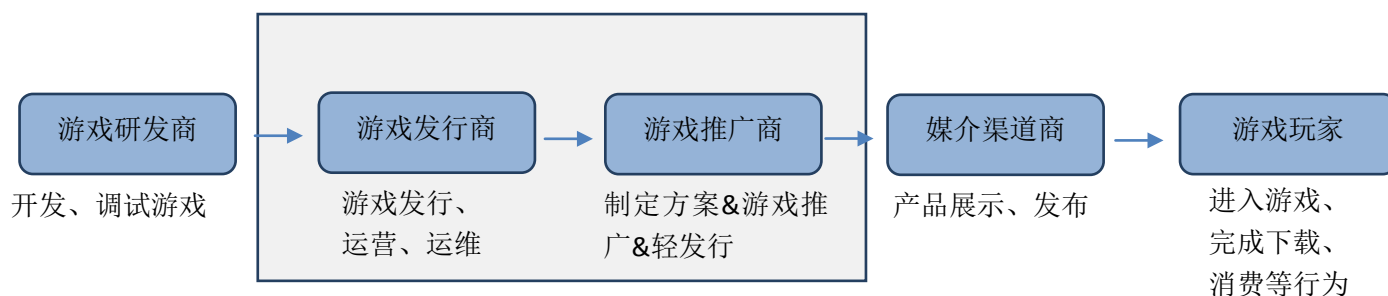 游戏研发商
开发、调试游戏
游戏发行商
游戏发行、
运营、运维
游戏推广商
制定方案&游戏推
广&轻发行
媒介渠道商
产品展示、发布
游戏玩家
进入游戏、
完成下载、
消费等行为